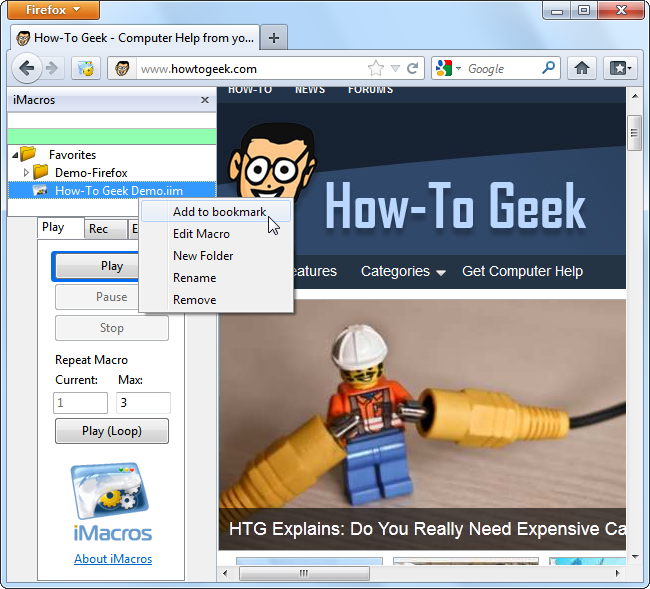 Firefox
How-To Geek - Computer Help from yo...
www.howtogeek.com
Google
iMacros
HOW-TO NEWS FORUMS
Favorites
Demo-Firefox
How-To Geek Demo.iim
How-To Geek
Add to bookmark
Edit Macro
New Folder
Rename
Remove
Play Rec E
eatures Categories Get Computer Help
Play
Pause
Stop
Repeat Macro
Current: Max:
1 3
Play (Loop)
iMacros
About iMacros
HTG Explains: Do You Really Need Expensive Ca